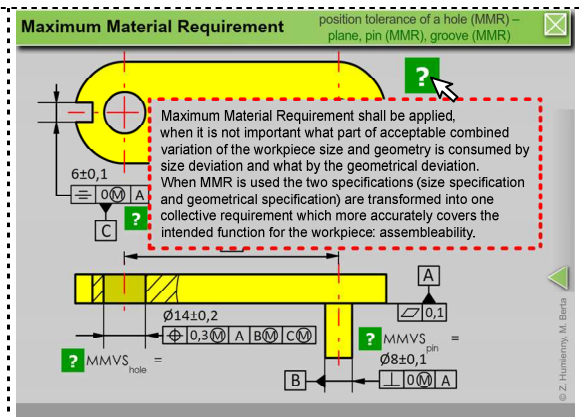 Maximum Material Requirement
position tolerance of a hole (MMR) –
plane, pin (MMR), groove (MMR)
?
Maximum Material Requirement shall be applied,
when it is not important what part of acceptable combined
variation of the workpiece size and geometry is consumed by
size deviation and what by the geometrical deviation.
When MMR is used the two specifications (size specification
and geometrical specification) are transformed into one
collective requirement which more accurately covers the
intended function for the workpiece: assembleability.
6±0,1
⌯ 0Ⓜ A
?
C
A
⏥ 0,1
Ø14±0,2
⌖ 0,3Ⓜ A BⓂ CⓂ
? MMVS hole =
? MMVS pin =
Ø8±0,1
B
⟂ 0Ⓜ A
© Z. Humienny, M. Berta